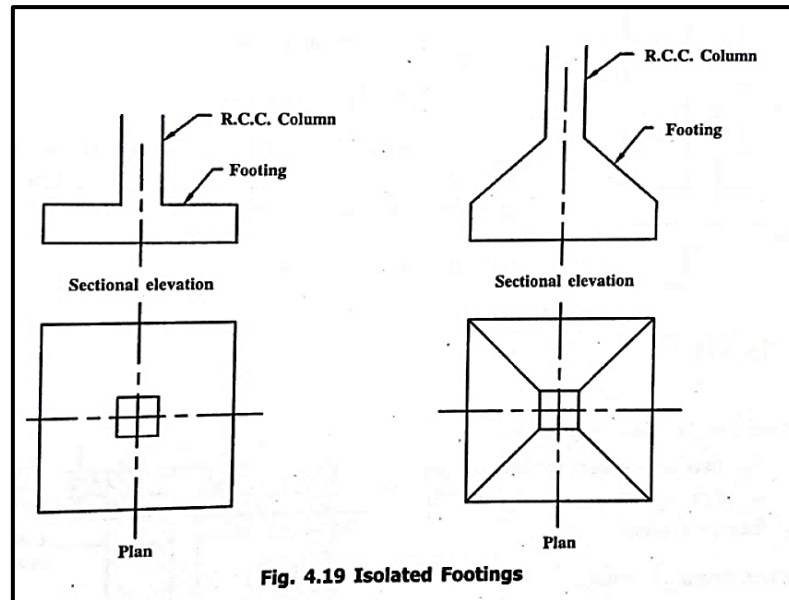 R.C.C. Column
Footing
Sectional elevation
Plan
R.C.C. Column
Footing
Sectional elevation
Plan
Fig. 4.19 Isolated Footings